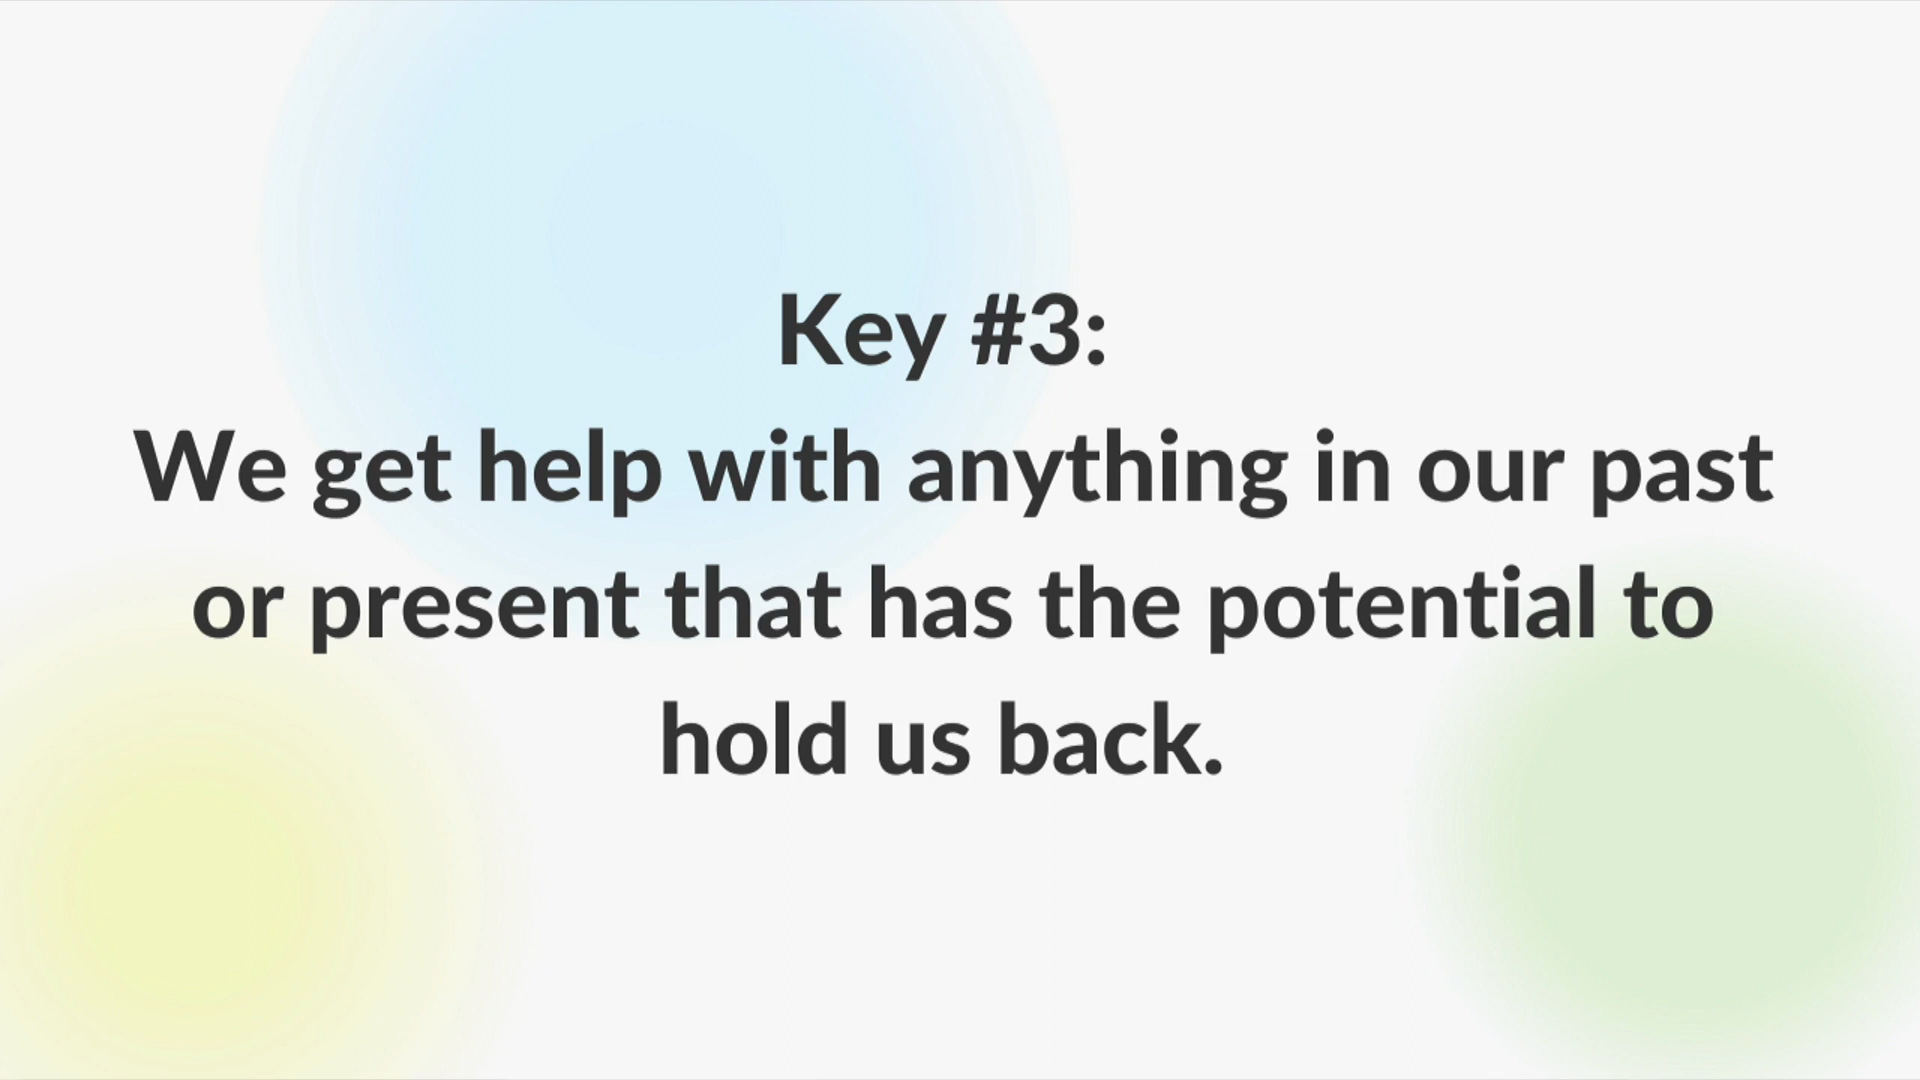 Key #3:
We get help with anything in our past
or present that has the potential to
hold us back.